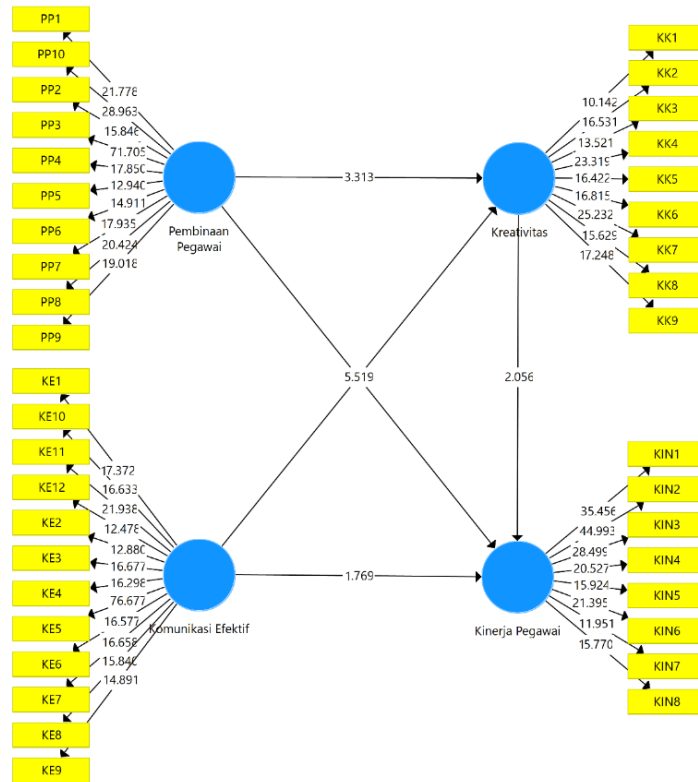 PP1
PP10
PP2
PP3
PP4
PP5
PP6
PP7
PP8
PP9
21.778
28.963
15.846
71.705
17.850
12.940
14.911
17.935
20.424
19.018
Pembinaan
Pegawai
3.313
KK1
KK2
KK3
KK4
KK5
KK6
KK7
KK8
KK9
10.142
16.531
13.521
23.319
16.422
16.815
25.232
15.629
17.248
Kreativitas
5.519
2.056
KE1
KE10
KE11
KE12
KE2
KE3
KE4
KE5
KE6
KE7
KE8
KE9
17.372
16.633
21.938
12.478
12.880
16.677
16.298
76.677
16.577
16.658
15.840
14.891
Komunikasi Efektif
1.769
KIN1
KIN2
KIN3
KIN4
KIN5
KIN6
KIN7
KIN8
35.456
44.993
28.499
20.527
15.924
21.395
11.951
15.770
Kinerja Pegawai